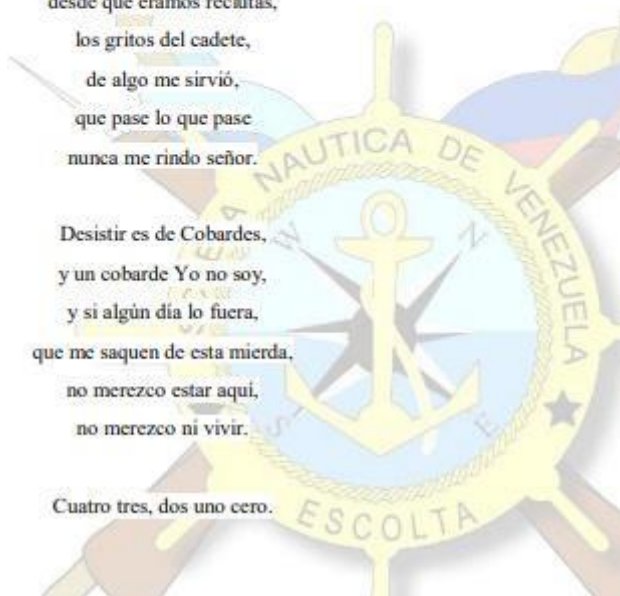 desde que éramos reclutas,
los gritos del cadete,
de algo me sirvió,
que pase lo que pase
nunca me rindo señor.
Desistir es de Cobardes,
y un cobarde Yo no soy,
y si algún día lo fuera,
que me saquen de esta mierda,
no merezco estar aquí,
no merezco ni vivir.
Cuatro tres, dos uno cero.
NAUTICA DE VENEZUELA
W N
S E
ESCOLTA